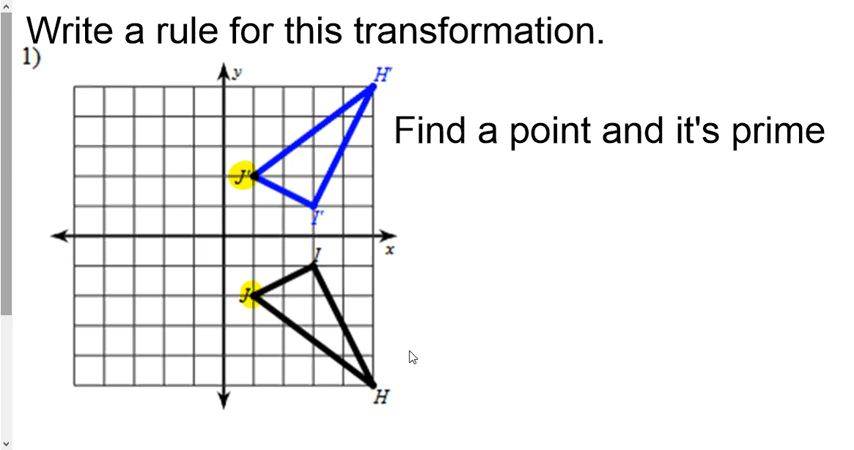 Write a rule for this transformation.
1)
y
H'
Find a point and it's prime
J'
I'
x
I
J
H